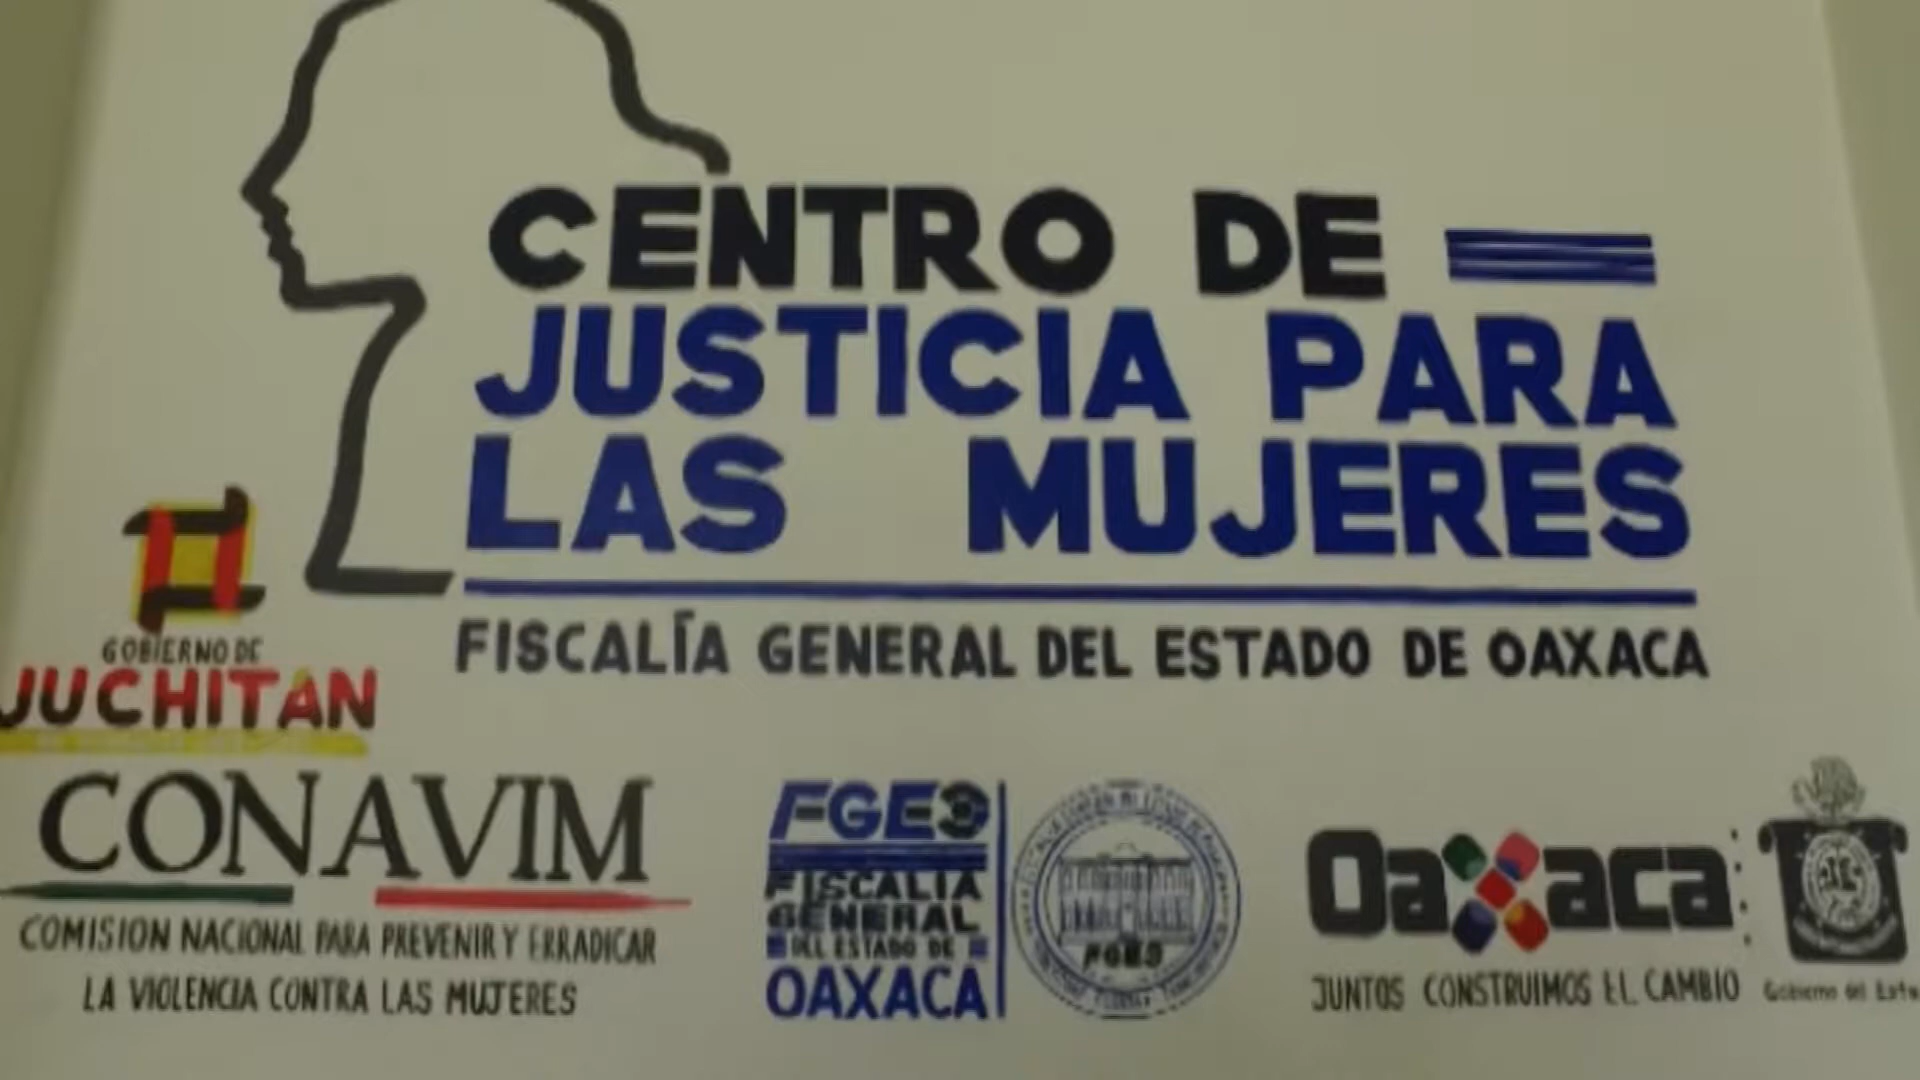 CENTRO DE
JUSTICIA PARA
LAS MUJERES
FISCALÍA GENERAL DEL ESTADO DE OAXACA
GOBIERNO DE
JUCHITAN
CONAVIM
COMISION NACIONAL PARA PREVENIR Y ERRADICAR
LA VIOLENCIA CONTRA LAS MUJERES
FGEO
FISCALIA
GENERAL
DEL ESTADO DE
OAXACA
FGEO
Oaxaca
JUNTOS CONSTRUIMOS EL CAMBIO
Gobierno del